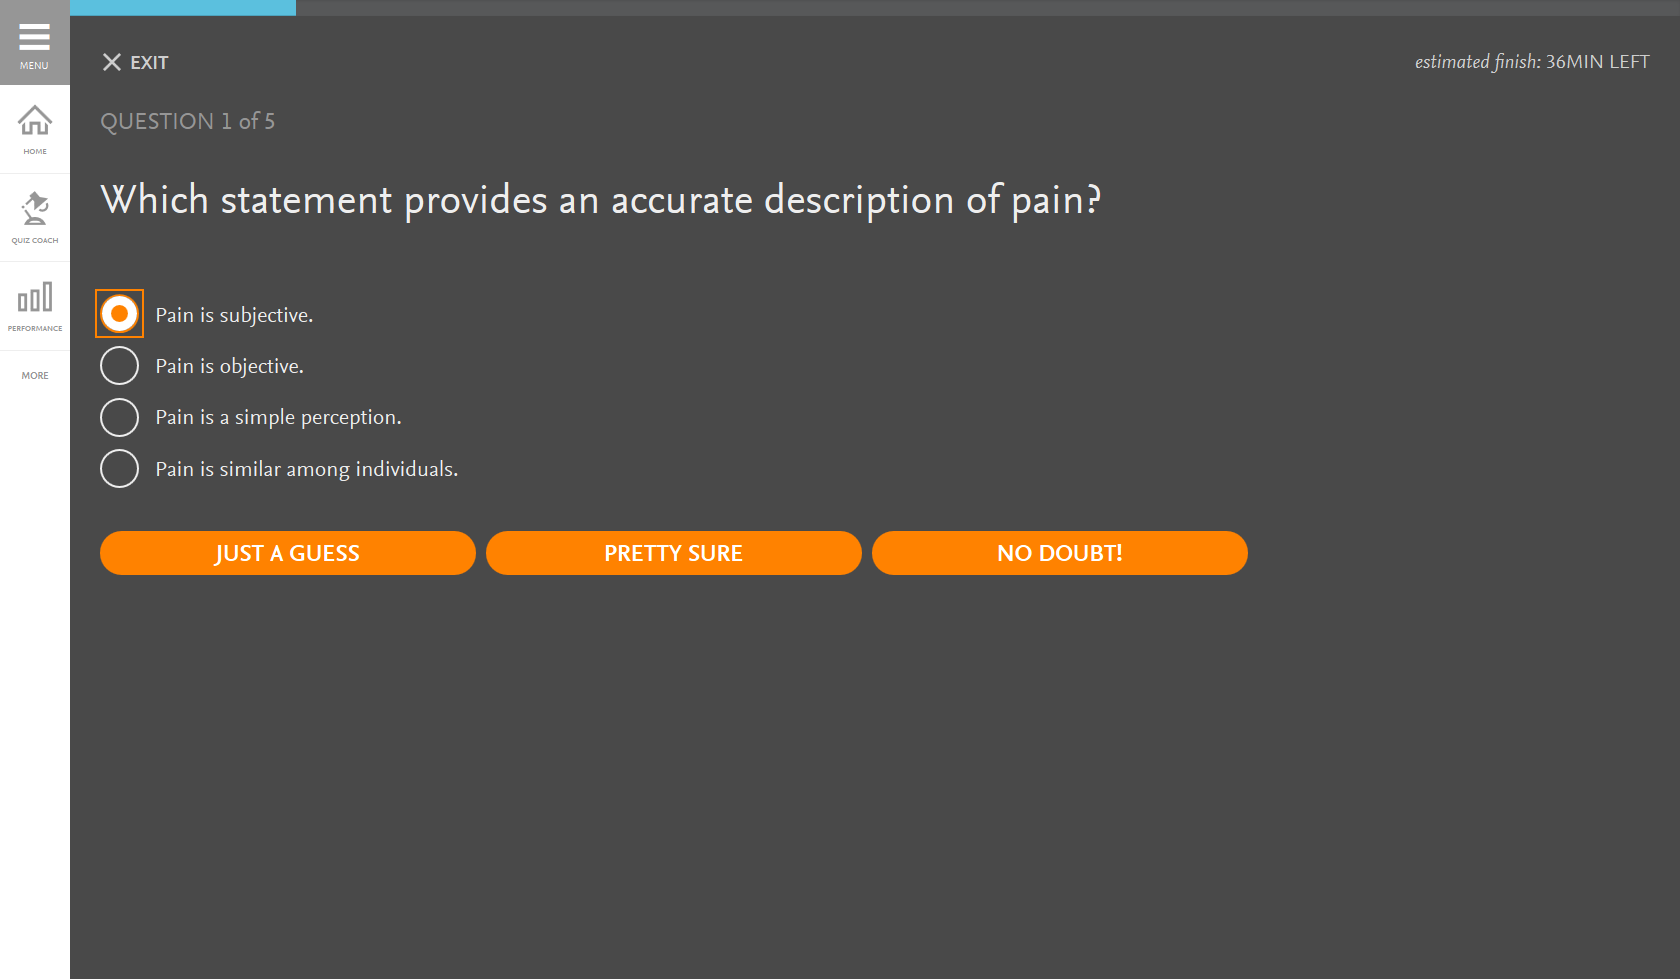 MENU
EXIT
estimated finish: 36MIN LEFT
QUESTION 1 of 5
HOME
Which statement provides an accurate description of pain?
QUIZ COACH
Pain is subjective.
PERFORMANCE
Pain is objective.
MORE
Pain is a simple perception.
Pain is similar among individuals.
JUST A GUESS
PRETTY SURE
NO DOUBT!